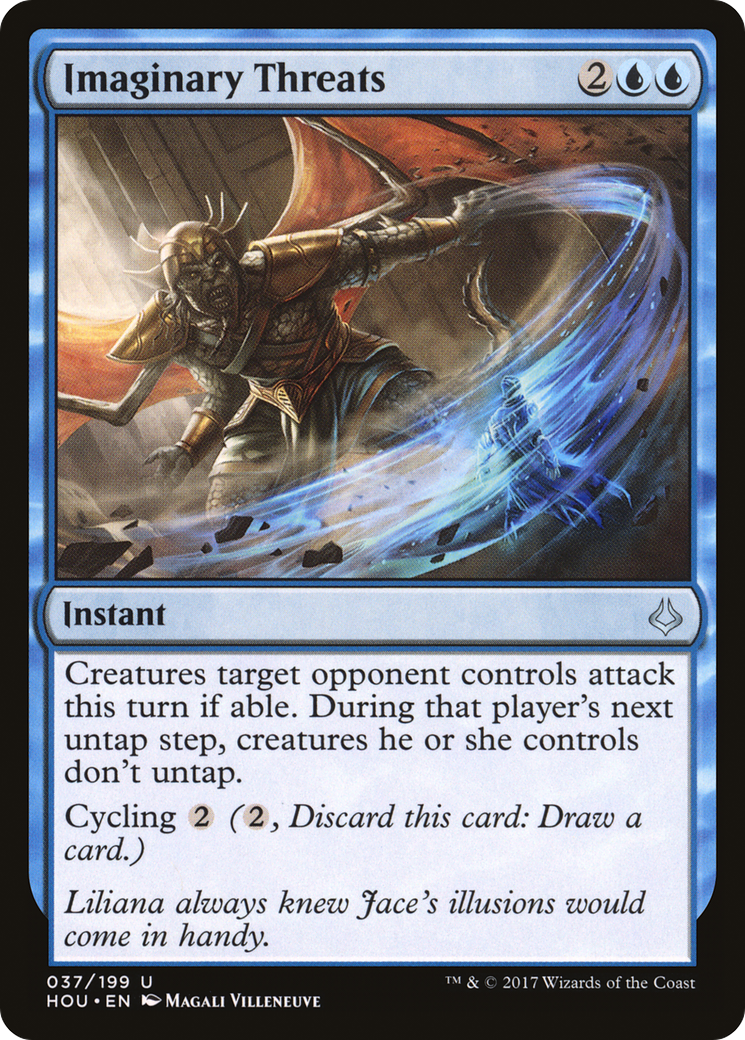 Imaginary Threats 2
Instant
Creatures target opponent controls attack
this turn if able. During that player's next
untap step, creatures he or she controls
don't untap.
Cycling 2 (2, Discard this card: Draw a
card.)
Liliana always knew Jace's illusions would
come in handy.
037/199 U ™ & © 2017 Wizards of the Coast
HOU • EN Magali Villeneuve